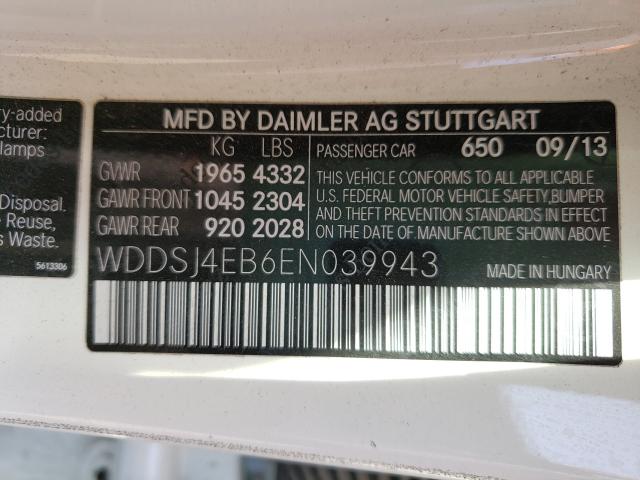 ry-added
nufacturer:
lamps
Disposal.
o Reuse,
s Waste.
5613306
MFD BY DAIMLER AG STUTTGART
KG LBS
GVWR 1965 4332
GAWR FRONT 1045 2304
GAWR REAR 920 2028
PASSENGER CAR 650 09/13
THIS VEHICLE CONFORMS TO ALL APPLICABLE
U.S. FEDERAL MOTOR VEHICLE SAFETY,BUMPER
AND THEFT PREVENTION STANDARDS IN EFFECT
ON THE DATE OF MANUFACTURE SHOWN ABOVE
WDDSJ4EB6EN039943
MADE IN HUNGARY